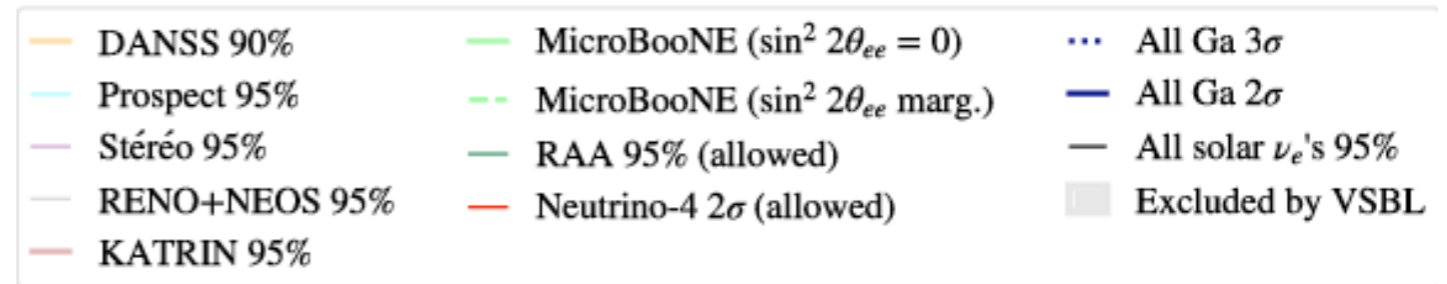 DANSS 90%
Prospect 95%
Stéréo 95%
RENO+NEOS 95%
KATRIN 95%
MicroBooNE (sin² 2θₑₑ = 0)
MicroBooNE (sin² 2θₑₑ marg.)
RAA 95% (allowed)
Neutrino-4 2σ (allowed)
All Ga 3σ
All Ga 2σ
All solar νₑ's 95%
Excluded by VSBL